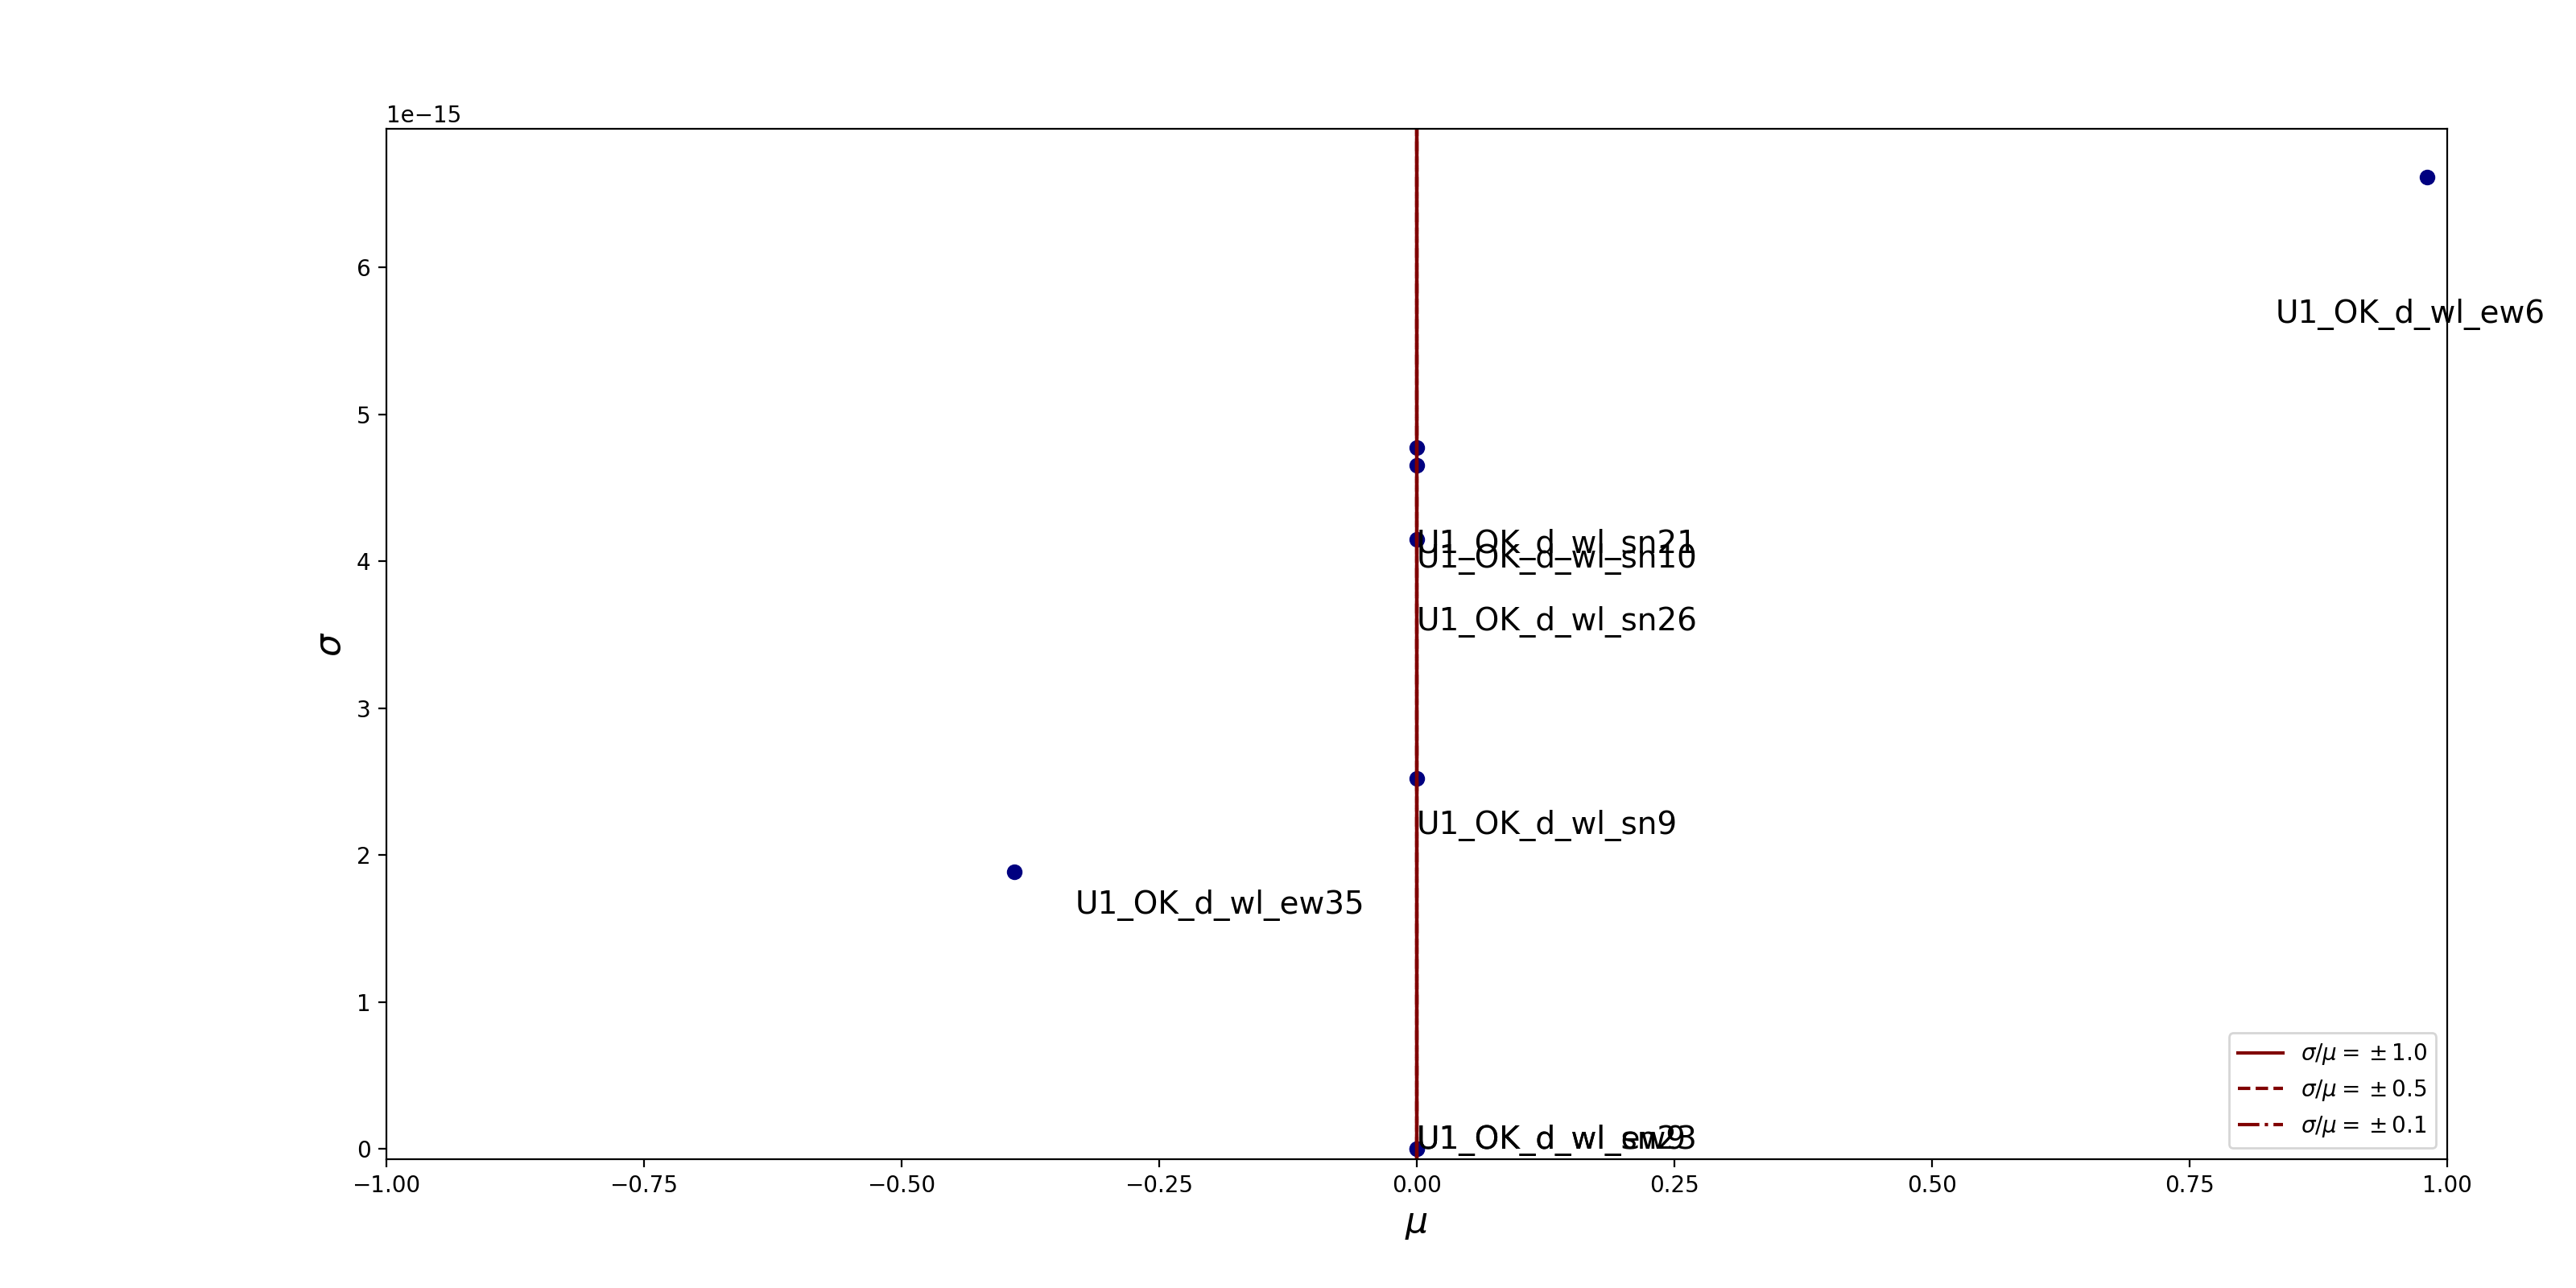 1e−15
6
U1_OK_d_wl_ew6
5
U1_OK_d_wl_sn21
4
U1_OK_d_wl_sn10
U1_OK_d_wl_sn26
σ
3
U1_OK_d_wl_sn9
2
U1_OK_d_wl_ew35
1
σ/μ = ±1.0
σ/μ = ±0.5
σ/μ = ±0.1
0
−1.00 −0.75 −0.50 −0.25 0.00 0.25 0.50 0.75 1.00
μ